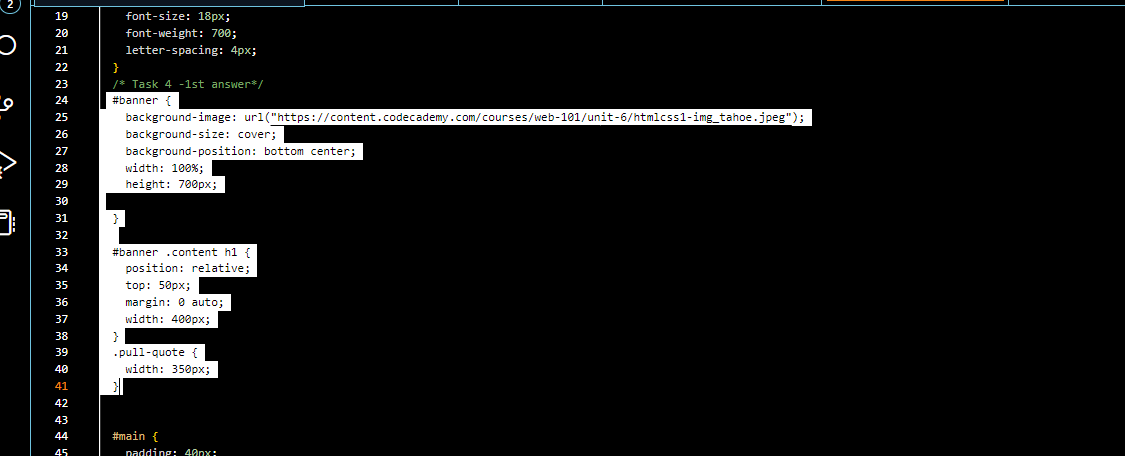 2
19 font-size: 18px;
20 font-weight: 700;
21 letter-spacing: 4px;
22 }
23 /* Task 4 -1st answer*/
24 #banner {
25 background-image: url("https://content.codecademy.com/courses/web-101/unit-6/htmlcss1-img_tahoe.jpeg");
26 background-size: cover;
27 background-position: bottom center;
28 width: 100%;
29 height: 700px;
30
31 }
32
33 #banner .content h1 {
34 position: relative;
35 top: 50px;
36 margin: 0 auto;
37 width: 400px;
38 }
39 .pull-quote {
40 width: 350px;
41 }
42
43
44 #main {
45 padding: 40px;